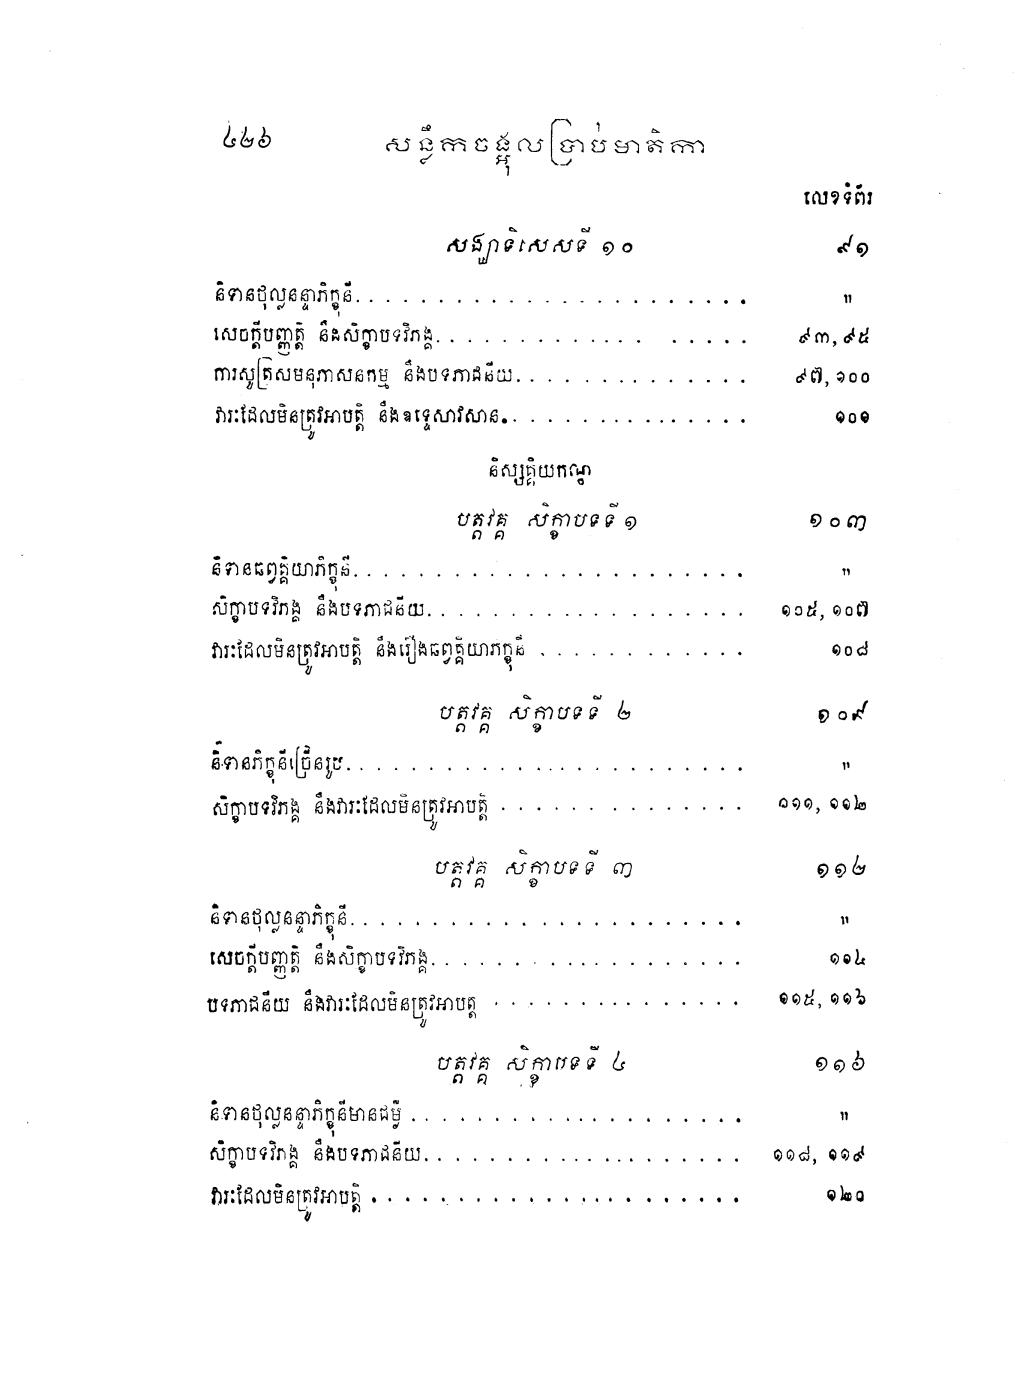 ៤២៦ សន្លឹកចង្អុលប្រាប់មាតិកា
លេខទំព័រ
សង្ឃាទិសេសទី ១០ ៩១
និទានថុល្លនន្ទាភិក្ខុនី. . . . . . . . . . . . . . . . . . . . . . . . "
សេចក្តីបញ្ញត្តិ នឹងសិក្ខាបទវិភង្គ. . . . . . . . . . . . . . . . . . . ៩៣, ៩៥
ការសូត្រសមនុភាសនកម្ម នឹងបទភាជនីយ. . . . . . . . . . . . . . . ៩៧, ១០០
វារៈដែលមិនត្រូវអាបត្តិ នឹងឧទ្ទេសាវសាន. . . . . . . . . . . . . . . . ១០១
និស្សគ្គិយកណ្ឌ
បត្តវគ្គ សិក្ខាបទទី ១ ១០៣
និទានឆព្វគ្គិយាភិក្ខុនី. . . . . . . . . . . . . . . . . . . . . . . . "
សិក្ខាបទវិភង្គ នឹងបទភាជនីយ. . . . . . . . . . . . . . . . . . . . ១០៥, ១០៧
វារៈដែលមិនត្រូវអាបត្តិ នឹងរឿងឆព្វគ្គិយាភក្ខុនី . . . . . . . . . . . . . ១០៨
បត្តវគ្គ សិក្ខាបទទី ២ ១០៩
និទានភិក្ខុនីច្រើនរូប. . . . . . . . . . . . . . . . . . . . . . . . . "
សិក្ខាបទវិភង្គ នឹងវារៈដែលមិនត្រូវអាបត្តិ . . . . . . . . . . . . . . . ១១១, ១១២
បត្តវគ្គ សិក្ខាបទទី ៣ ១១២
និទានថុល្លនន្ទាភិក្ខុនី. . . . . . . . . . . . . . . . . . . . . . . . "
សេចក្តីបញ្ញត្តិ នឹងសិក្ខាបទវិភង្គ. . . . . . . . . . . . . . . . . . . ១១៤
បទភាជនីយ នឹងវារៈដែលមិនត្រូវអាបត្ត . . . . . . . . . . . . . . . ១១៥, ១១៦
បត្តវគ្គ សិក្ខាបទទី ៤ ១១៦
និទានថុល្លនន្ទាភិក្ខុនីមានជម្ងឺ . . . . . . . . . . . . . . . . . . . . "
សិក្ខាបទវិភង្គ នឹងបទភាជនីយ. . . . . . . . . . . . . . . . . . . . ១១៨, ១១៩
វារៈដែលមិនត្រូវអាបត្តិ . . . . . . . . . . . . . . . . . . . . . . ១២០